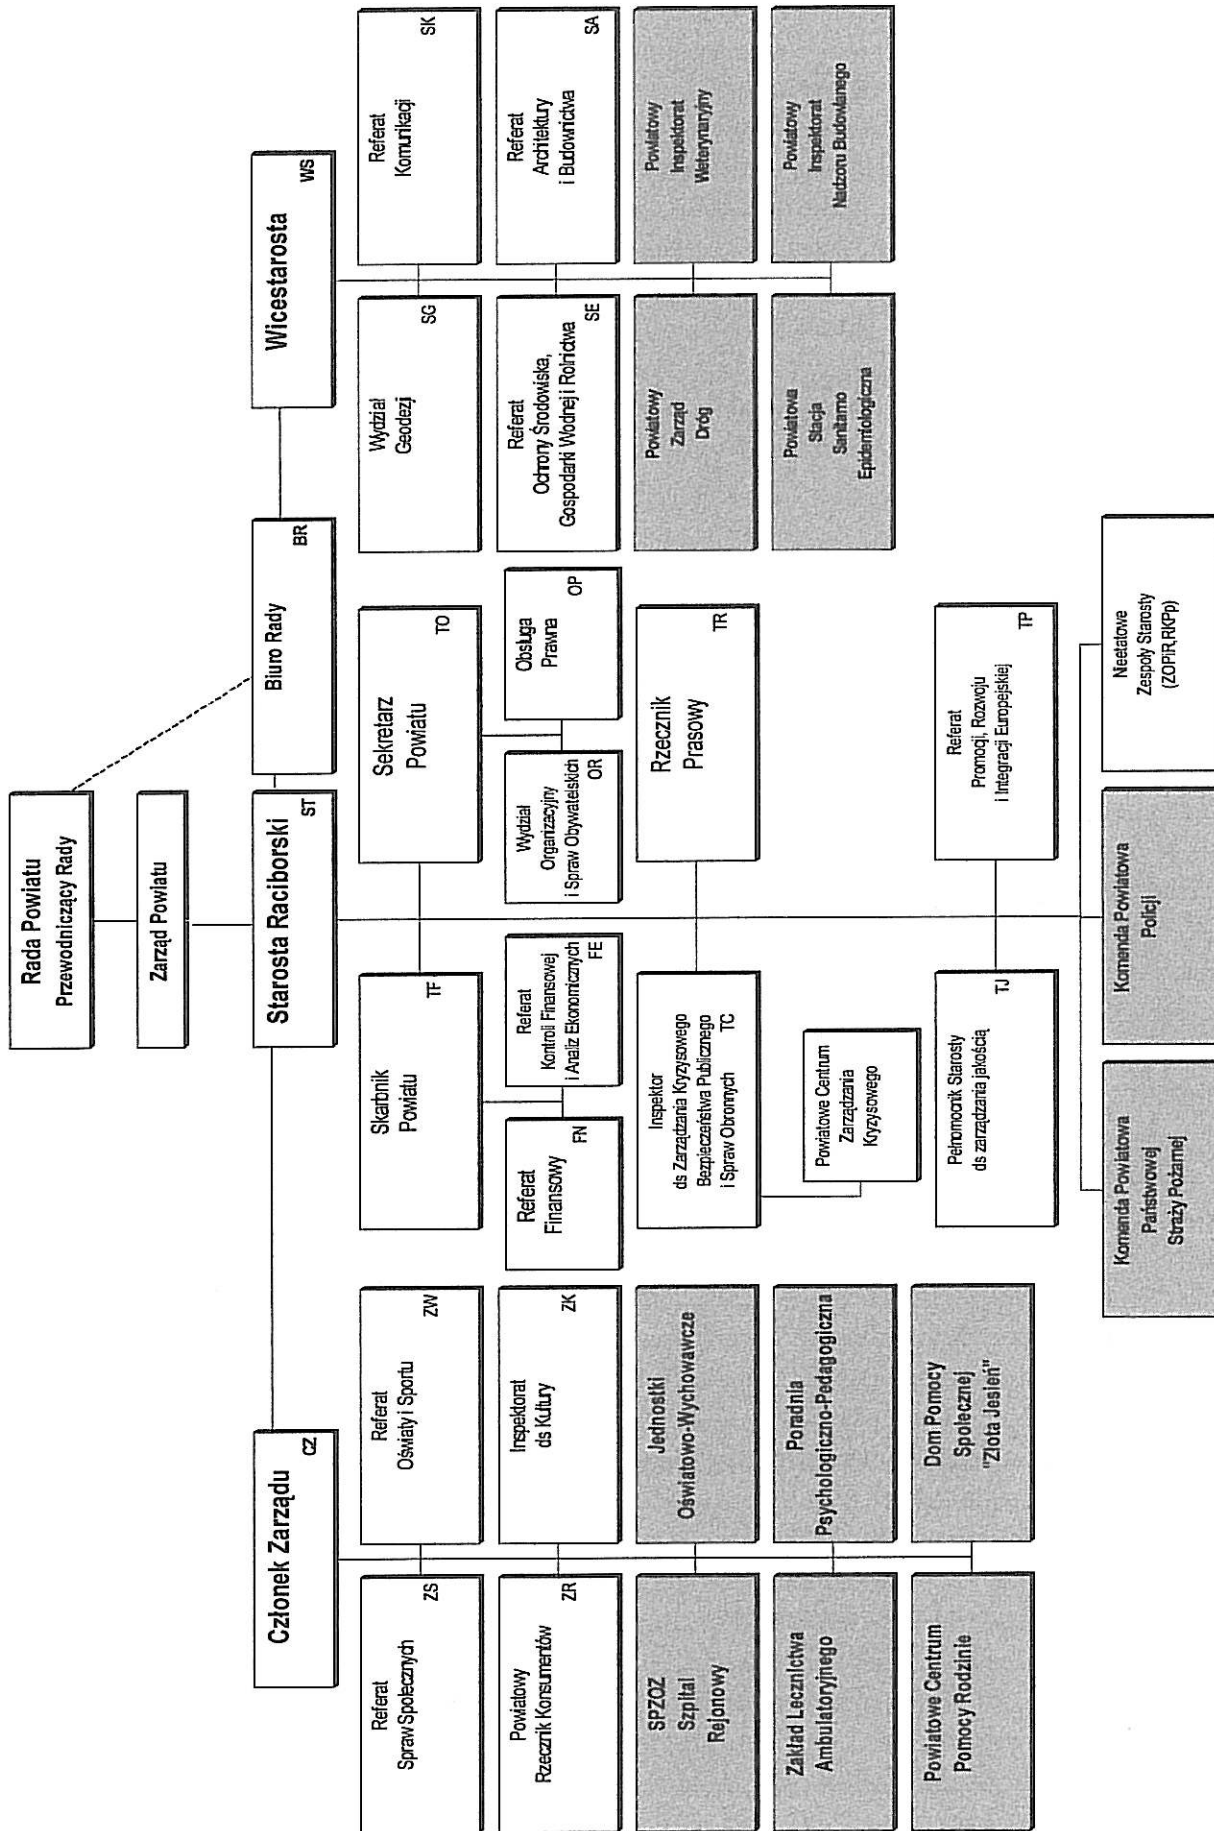 Rada Powiatu
Przewodniczący Rady
Zarząd Powiatu
Starosta Raciborski
ST
Biuro Rady
BR
Członek Zarządu
CZ
Wicestarosta
WS
Referat
Spraw Społecznych
ZS
Referat
Oświaty i Sportu
ZW
Powiatowy
Rzecznik Konsumentów
ZR
Inspektorat
ds Kultury
ZK
SPZOZ
Szpital
Rejonowy
Jednostki
Oświatowo-Wychowawcze
Zakład Lecznictwa
Ambulatoryjnego
Poradnia
Psychologiczno-Pedagogiczna
Powiatowe Centrum
Pomocy Rodzinie
Dom Pomocy
Społecznej
"Złota Jesień"
Skarbnik
Powiatu
TF
Referat
Finansowy
FN
Referat
Kontroli Finansowej
i Analiz Ekonomicznych
FE
Sekretarz
Powiatu
TO
Wydział
Organizacyjny
i Spraw Obywatelskich
OR
Obsługa
Prawna
OP
Inspektor
ds Zarządzania Kryzysowego
Bezpieczeństwa Publicznego
i Spraw Obronnych TC
Powiatowe Centrum
Zarządzania
Kryzysowego
Rzecznik
Prasowy
TR
Pełnomocnik Starosty
ds zarządzania jakością
TJ
Referat
Promocji, Rozwoju
i Integracji Europejskiej
TP
Komenda Powiatowa
Państwowej
Straży Pożarnej
Komenda Powiatowa
Policji
Neetatowe
Zespoły Starosty
(ZOPiR,RKPp)
Wydział
Geodezji
SG
Referat
Komunikacji
SK
Referat
Ochrony Środowiska,
Gospodarki Wodnej i Rolnictwa
SE
Referat
Architektury
i Budownictwa
SA
Powiatowy
Zarząd
Dróg
Powiatowy
Inspektorat
Weterynaryjny
Powiatowa
Stacja
Sanitarno
Epidemiologiczna
Powiatowy
Inspektorat
Nadzoru Budowlanego